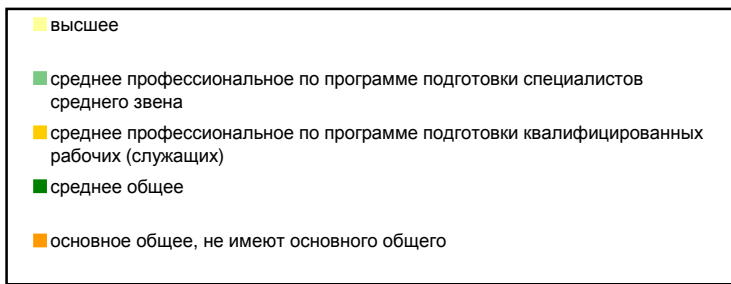 высшее
среднее профессиональное по программе подготовки специалистов
среднего звена
среднее профессиональное по программе подготовки квалифицированных
рабочих (служащих)
среднее общее
основное общее, не имеют основного общего